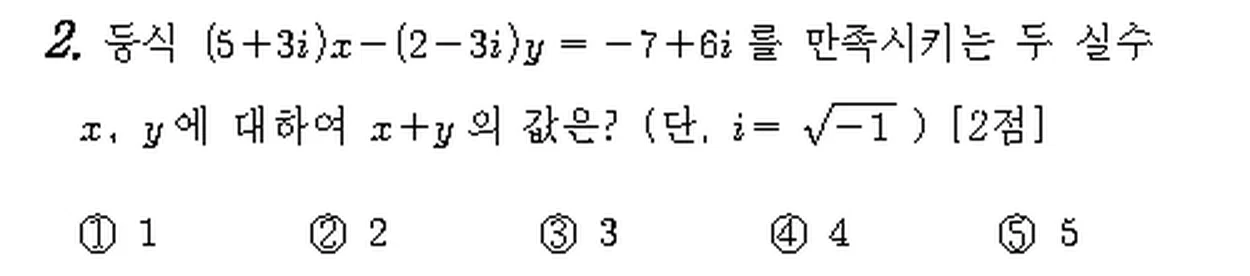 2. 등식 (5+3i)x-(2-3i)y = -7+6i 를 만족시키는 두 실수
x, y에 대하여 x+y의 값은? (단, i= √-1 ) [2점]
① 1 ② 2 ③ 3 ④ 4 ⑤ 5